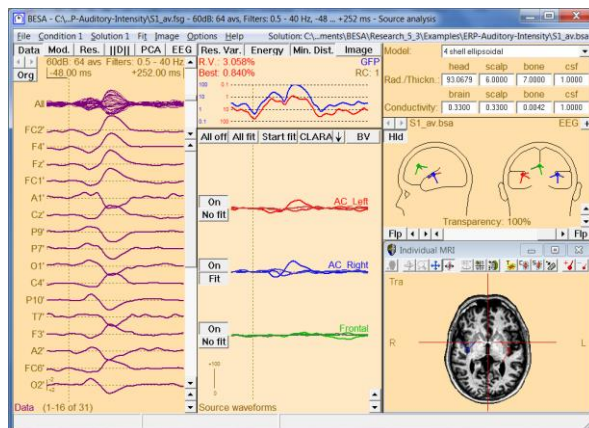 BESA - C:\...P-Auditory-Intensity\S1_av.fsg - 60dB: 64 avs, Filters: 0.5 - 40 Hz, -48 ... +252 ms - Source analysis
File Condition 1 Solution 1 Fit Image Options Help Solution: C:\...ments\BESA\Research_5_3\Examples\ERP-Auditory-Intensity\S1_av.bsa
Data Mod. Res. ||D|| PCA EEG
Org
60dB: 64 avs Filters: 0.5 - 40 Hz
-48.00 ms +252.00 ms
All
FC2'
F4'
Fz'
FC1'
A1'
Cz'
P9'
P7'
O1'
C4'
P10'
T7'
F3'
A2'
FC6'
O2'
Data (1-16 of 31)
Res. Var. Energy Min. Dist. Image
R.V.: 3.058% GFP
Best: 0.840% RC: 1
All off All fit Start fit CLARA BV
On AC_Left
No fit
On AC_Right
Fit
On Frontal
No fit
+100
0
Source waveforms
Model: 4 shell ellipsoidal
head scalp bone csf
Rad./Thckn.: 93.0679 6.0000 7.0000 1.0000
brain scalp bone csf
Conductivity: 0.3300 0.3300 0.0042 1.0000
S1_av.bsa EEG
Hld
Transparency: 100%
Flp Flp
Individual MRI
Tra
R L